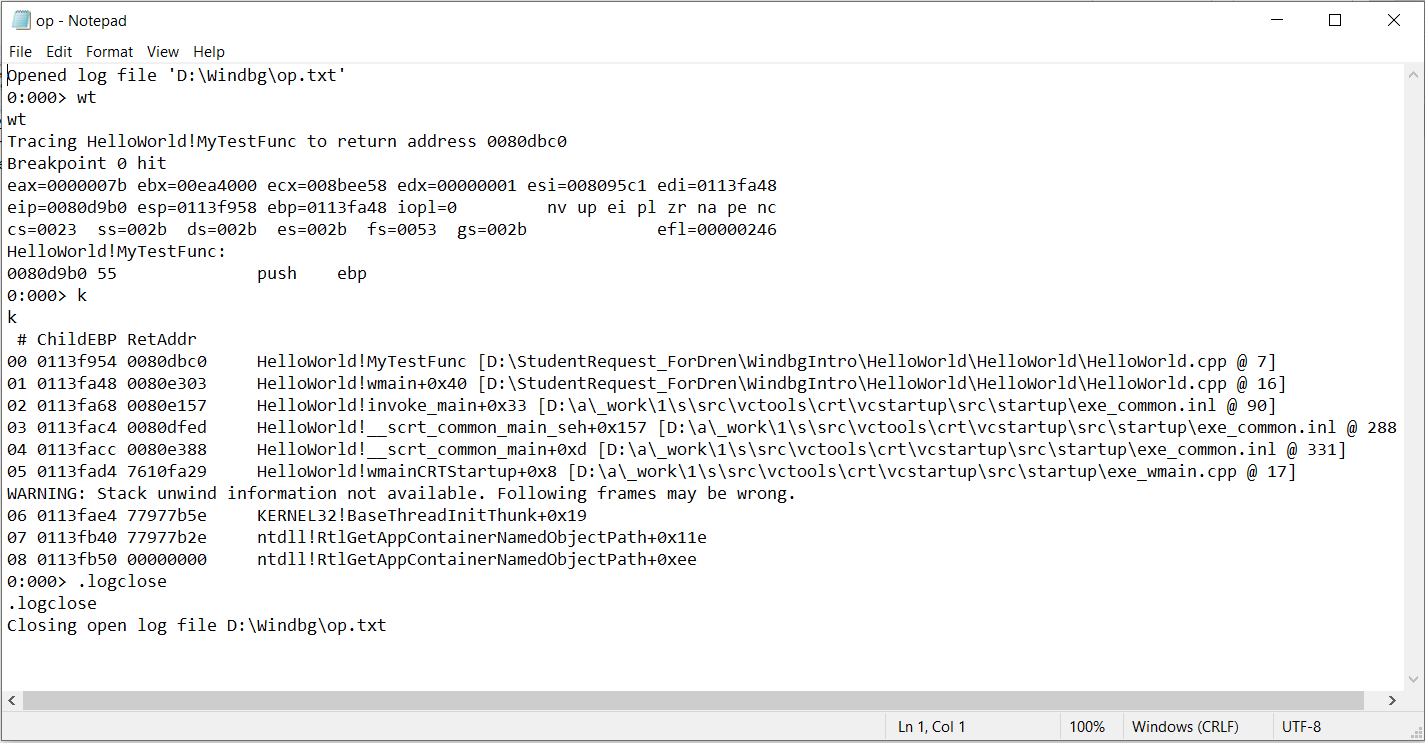 op - Notepad
File Edit Format View Help
Opened log file 'D:\Windbg\op.txt'
0:000> wt
wt
Tracing HelloWorld!MyTestFunc to return address 0080dbc0
Breakpoint 0 hit
eax=0000007b ebx=00ea4000 ecx=008bee58 edx=00000001 esi=008095c1 edi=0113fa48
eip=0080d9b0 esp=0113f958 ebp=0113fa48 iopl=0         nv up ei pl zr na pe nc
cs=0023  ss=002b  ds=002b  es=002b  fs=0053  gs=002b             efl=00000246
HelloWorld!MyTestFunc:
0080d9b0 55              push    ebp
0:000> k
k
 # ChildEBP RetAddr
00 0113f954 0080dbc0     HelloWorld!MyTestFunc [D:\StudentRequest_ForDren\WindbgIntro\HelloWorld\HelloWorld\HelloWorld.cpp @ 7]
01 0113fa48 0080e303     HelloWorld!wmain+0x40 [D:\StudentRequest_ForDren\WindbgIntro\HelloWorld\HelloWorld\HelloWorld.cpp @ 16]
02 0113fa68 0080e157     HelloWorld!invoke_main+0x33 [D:\a\_work\1\s\src\vctools\crt\vcstartup\src\startup\exe_common.inl @ 90]
03 0113fac4 0080dfed     HelloWorld!__scrt_common_main_seh+0x157 [D:\a\_work\1\s\src\vctools\crt\vcstartup\src\startup\exe_common.inl @ 288
04 0113facc 0080e388     HelloWorld!__scrt_common_main+0xd [D:\a\_work\1\s\src\vctools\crt\vcstartup\src\startup\exe_common.inl @ 331]
05 0113fad4 7610fa29     HelloWorld!wmainCRTStartup+0x8 [D:\a\_work\1\s\src\vctools\crt\vcstartup\src\startup\exe_wmain.cpp @ 17]
WARNING: Stack unwind information not available. Following frames may be wrong.
06 0113fae4 77977b5e     KERNEL32!BaseThreadInitThunk+0x19
07 0113fb40 77977b2e     ntdll!RtlGetAppContainerNamedObjectPath+0x11e
08 0113fb50 00000000     ntdll!RtlGetAppContainerNamedObjectPath+0xee
0:000> .logclose
.logclose
Closing open log file D:\Windbg\op.txt
Ln 1, Col 1 100% Windows (CRLF) UTF-8